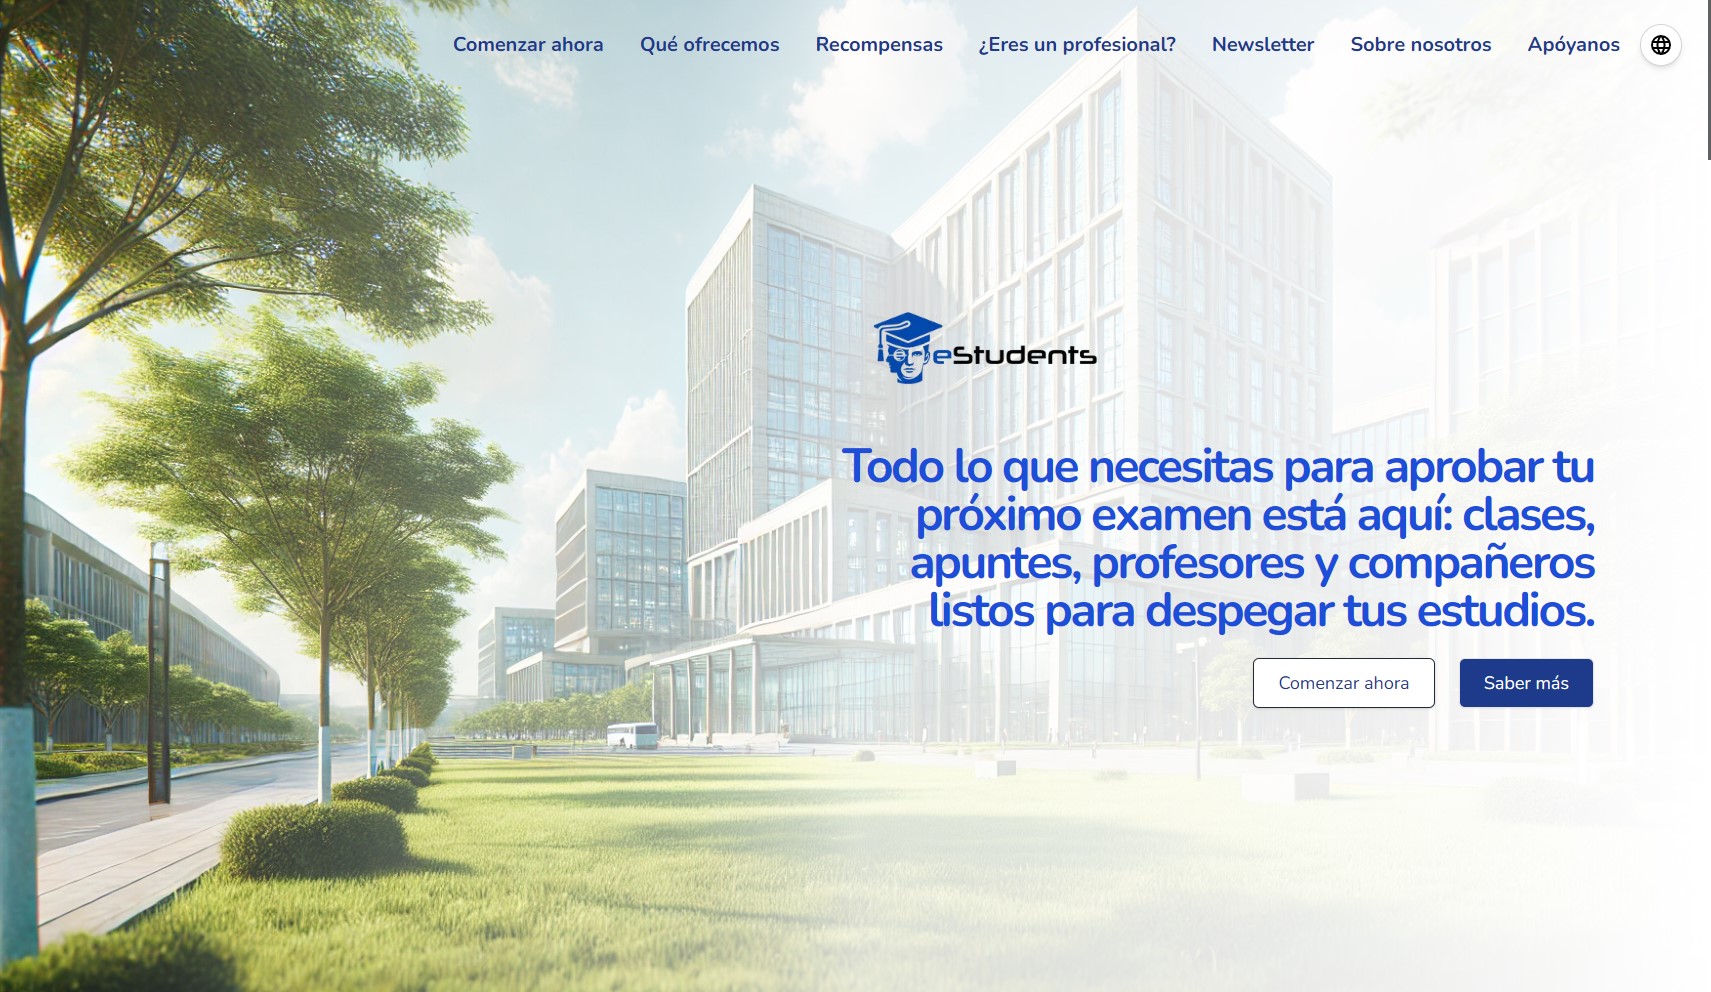 Comenzar ahora Qué ofrecemos Recompensas ¿Eres un profesional? Newsletter Sobre nosotros Apóyanos
eStudents
Todo lo que necesitas para aprobar tu
próximo examen está aquí: clases,
apuntes, profesores y compañeros
listos para despegar tus estudios.
Comenzar ahora Saber más